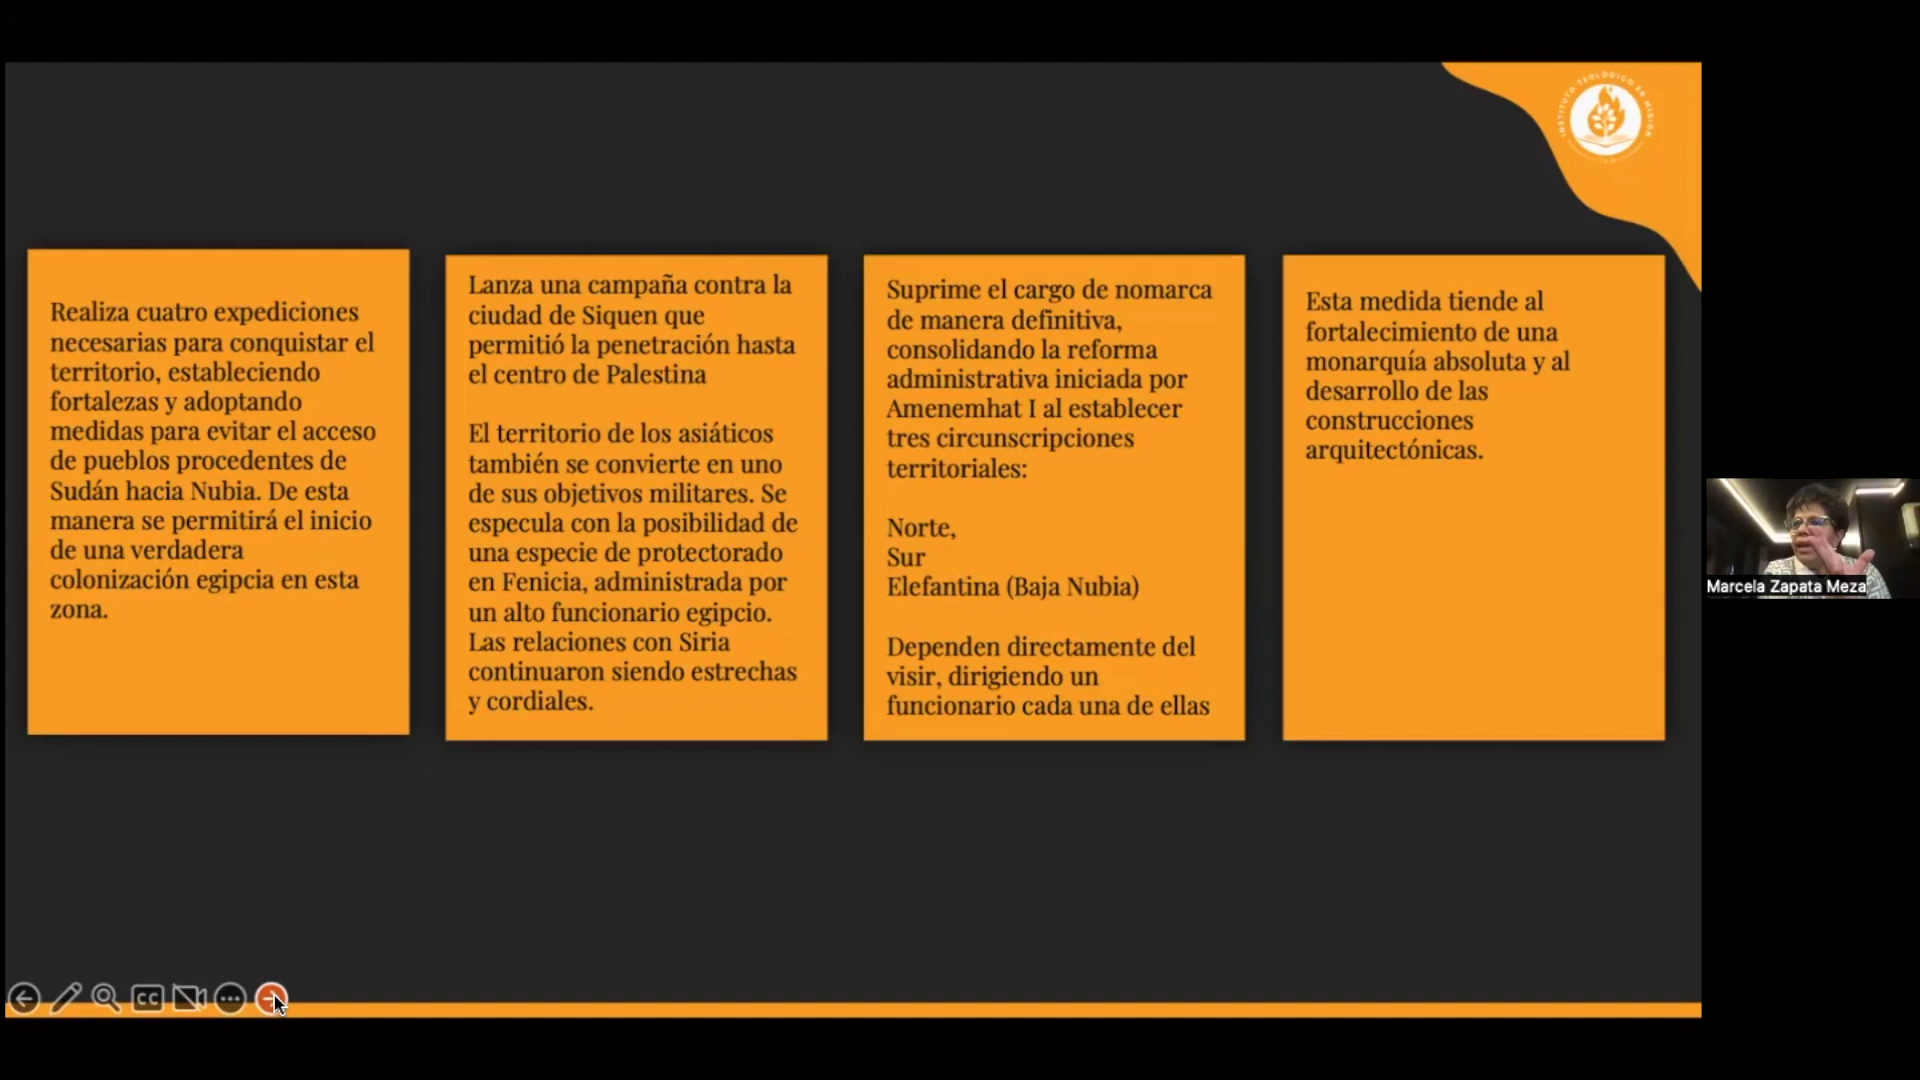 INSTITUTO TEOLÓGICO EN MISIÓN
Realiza cuatro expediciones
necesarias para conquistar el
territorio, estableciendo
fortalezas y adoptando
medidas para evitar el acceso
de pueblos procedentes de
Sudán hacia Nubia. De esta
manera se permitirá el inicio
de una verdadera
colonización egipcia en esta
zona.
Lanza una campaña contra la
ciudad de Siquen que
permitió la penetración hasta
el centro de Palestina
El territorio de los asiáticos
también se convierte en uno
de sus objetivos militares. Se
especula con la posibilidad de
una especie de protectorado
en Fenicia, administrada por
un alto funcionario egipcio.
Las relaciones con Siria
continuaron siendo estrechas
y cordiales.
Suprime el cargo de nomarca
de manera definitiva,
consolidando la reforma
administrativa iniciada por
Amenemhat I al establecer
tres circunscripciones
territoriales:
Norte,
Sur
Elefantina (Baja Nubia)
Dependen directamente del
visir, dirigiendo un
funcionario cada una de ellas
Esta medida tiende al
fortalecimiento de una
monarquía absoluta y al
desarrollo de las
construcciones
arquitectónicas.
Marcela Zapata Meza
CC